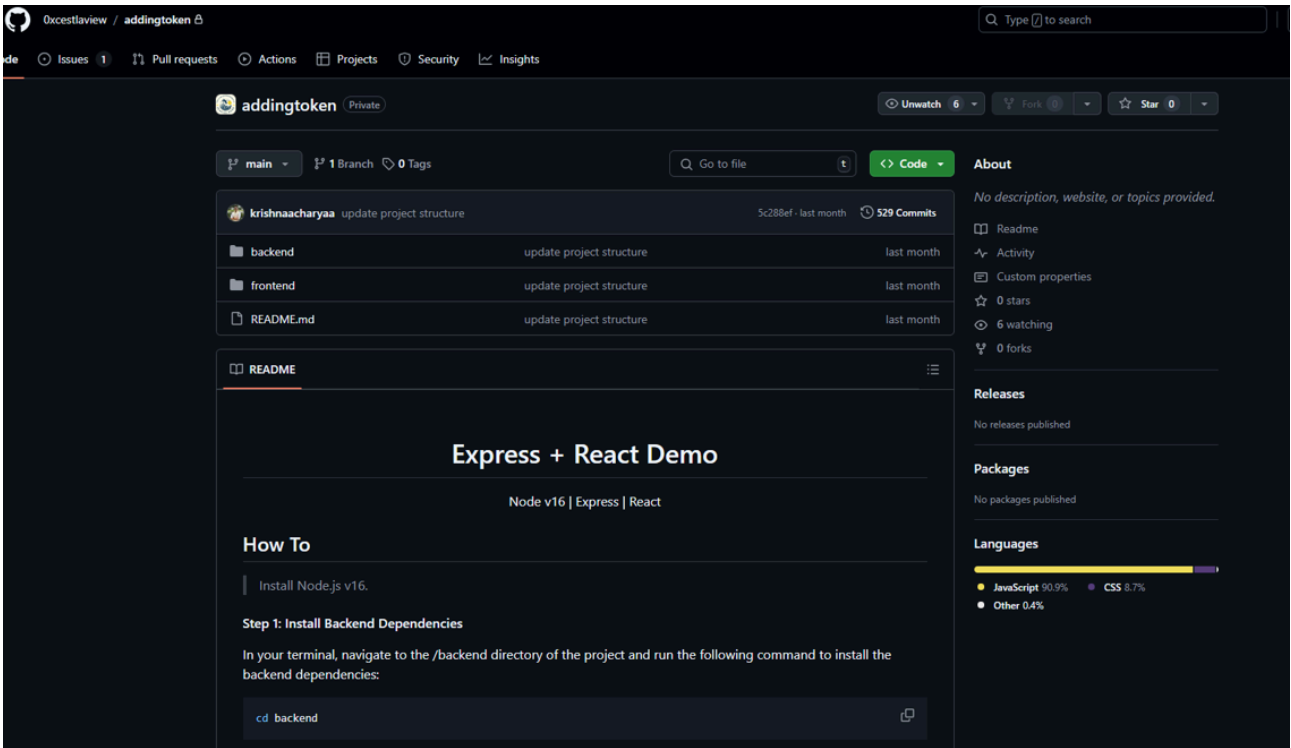 0xcestlaview / addingtoken
Type / to search
ode Issues 1 Pull requests Actions Projects Security Insights
addingtoken Private
Unwatch 6 Fork 0 Star 0
main 1 Branch 0 Tags Go to file t Code
About
No description, website, or topics provided.
krishnaacharyaa update project structure 5c288ef · last month 529 Commits
backend update project structure last month
frontend update project structure last month
README.md update project structure last month
Readme
Activity
Custom properties
0 stars
6 watching
0 forks
README
Releases
No releases published
Packages
No packages published
Languages
JavaScript 90.9% CSS 8.7%
Other 0.4%
Express + React Demo
Node v16 | Express | React
How To
Install Node.js v16.
Step 1: Install Backend Dependencies
In your terminal, navigate to the /backend directory of the project and run the following command to install the
backend dependencies:
cd backend